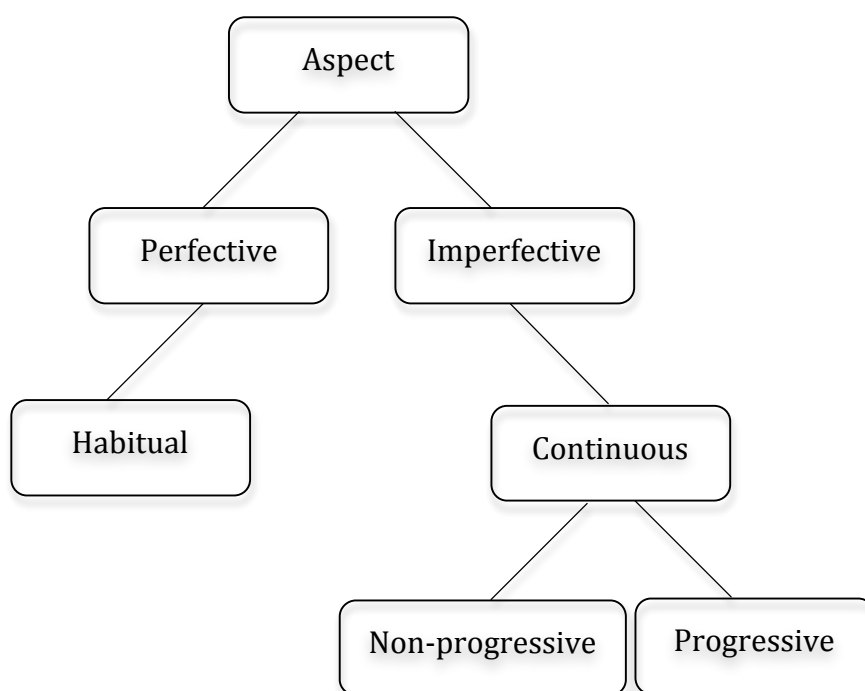 Aspect
Perfective
Imperfective
Habitual
Continuous
Non-progressive
Progressive